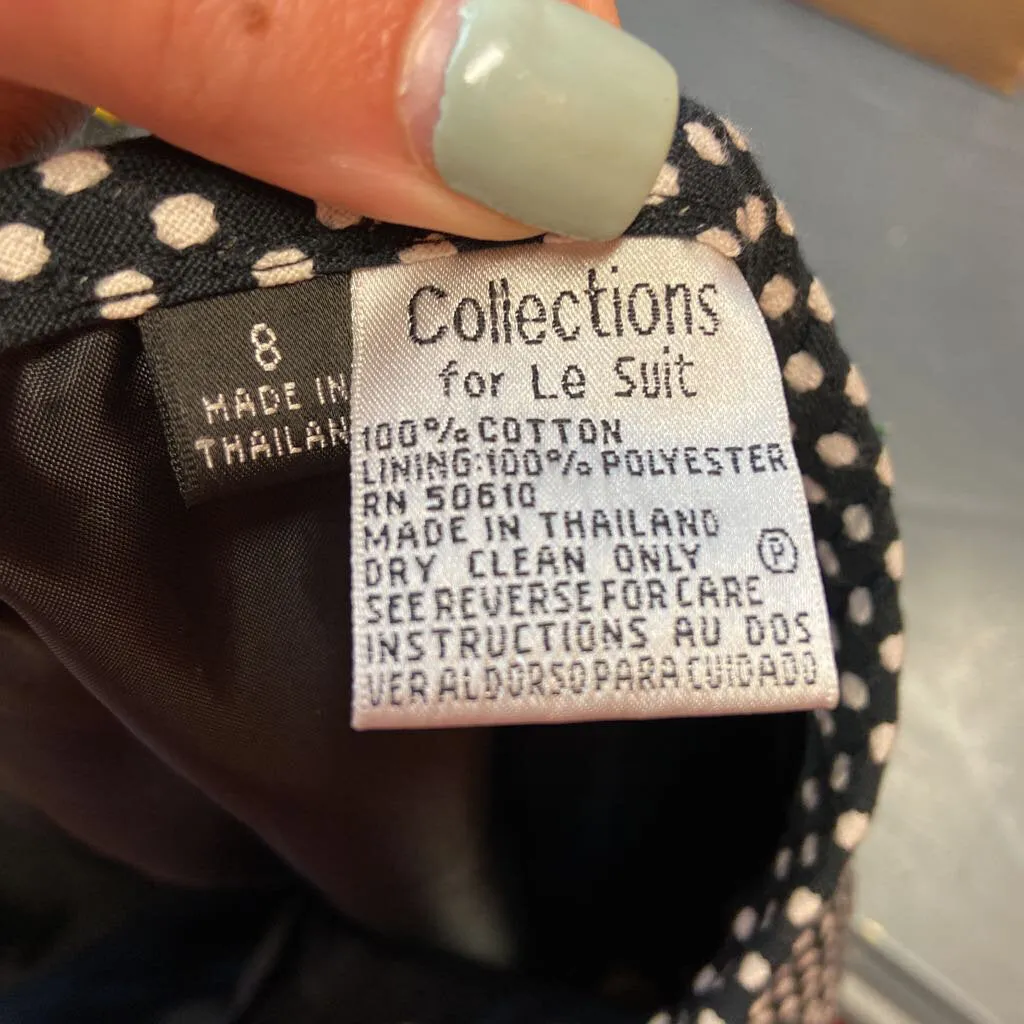 8
MADE IN
THAILAN
Collections
for Le Suit
100% COTTON
LINING:100% POLYESTER
RN 50610
MADE IN THAILAND
DRY CLEAN ONLY Ⓟ
SEE REVERSE FOR CARE
INSTRUCTIONS AU DOS
VER AL DORSO PARA CUIDADO